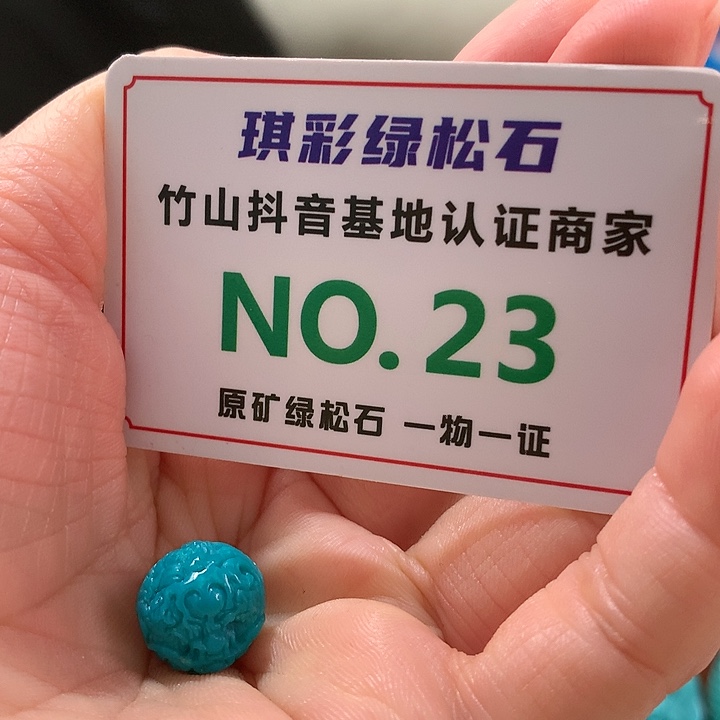 琪彩绿松石
竹山抖音基地认证商家
NO.23
原矿绿松石 一物一证